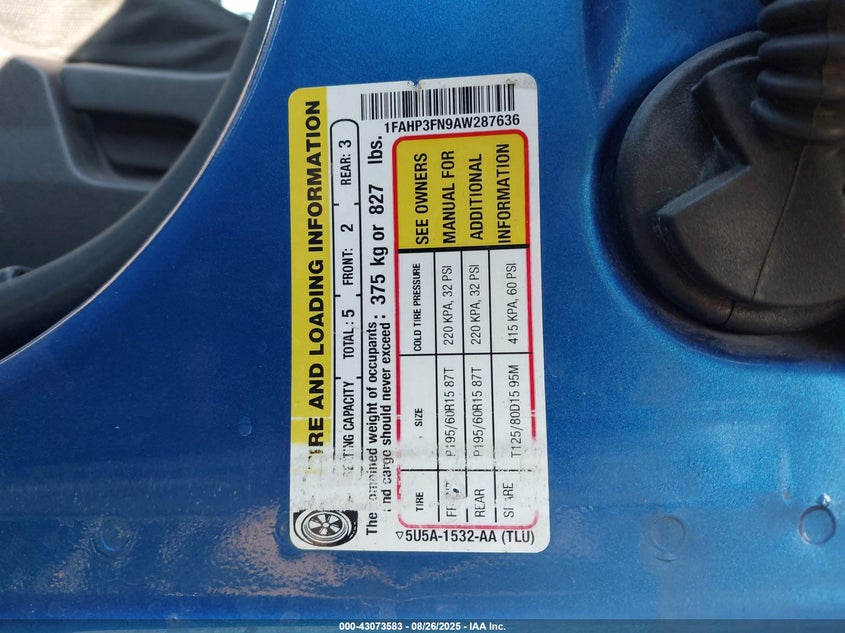 1FAHP3FN9AW287636
TIRE AND LOADING INFORMATION
SEATING CAPACITY TOTAL: 5 FRONT: 2 REAR: 3
The combined weight of occupants
and cargo should never exceed: 375 kg or 827 lbs.
TIRE SIZE COLD TIRE PRESSURE SEE OWNERS
FRONT P195/60R15 87T 220 KPA, 32 PSI MANUAL FOR
REAR P195/60R15 87T 220 KPA, 32 PSI ADDITIONAL
SPARE T125/80D15 95M 415 KPA, 60 PSI INFORMATION
5U5A-1532-AA (TLU)
000-43073583 / 08/26/2025 - IAA Inc.